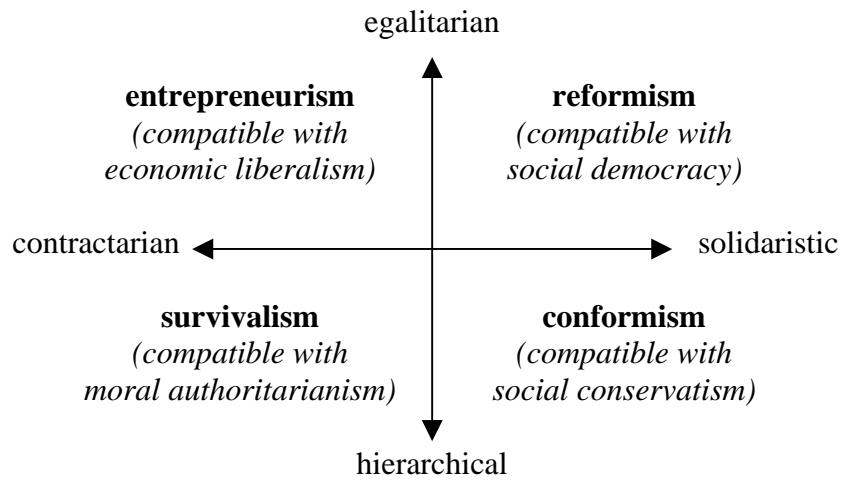 egalitarian
entrepreneurism
(compatible with
economic liberalism)
reformism
(compatible with
social democracy)
contractarian
solidaristic
survivalism
(compatible with
moral authoritarianism)
conformism
(compatible with
social conservatism)
hierarchical